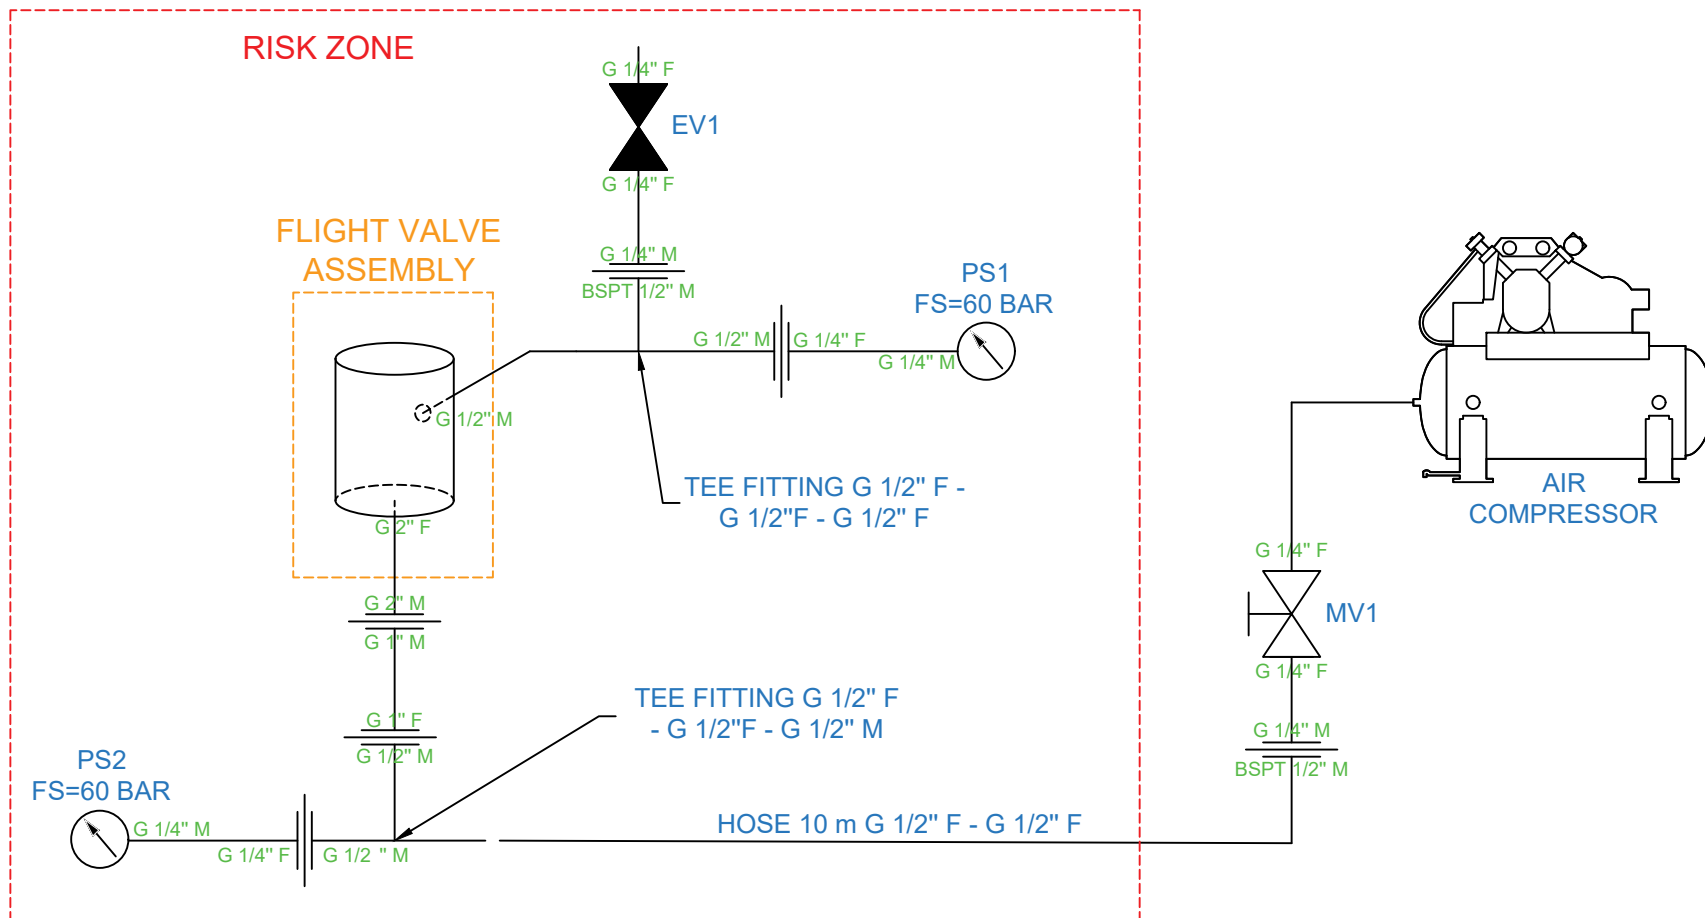 RISK ZONE
G 1/4" F
EV1
G 1/4" F
FLIGHT VALVE
ASSEMBLY
G 1/4" M
BSPT 1/2" M
PS1
FS=60 BAR
G 1/2" M
G 1/4" F
G 1/4" M
G 1/2" M
TEE FITTING G 1/2" F -
G 1/2"F - G 1/2" F
G 2" F
AIR
COMPRESSOR
G 1/4" F
MV1
G 1/4" F
G 2" M
G 1" M
TEE FITTING G 1/2" F
- G 1/2"F - G 1/2" M
G 1" F
G 1/2" M
G 1/4" M
BSPT 1/2" M
PS2
FS=60 BAR
G 1/4" M
G 1/4" F
G 1/2 " M
HOSE 10 m G 1/2" F - G 1/2" F